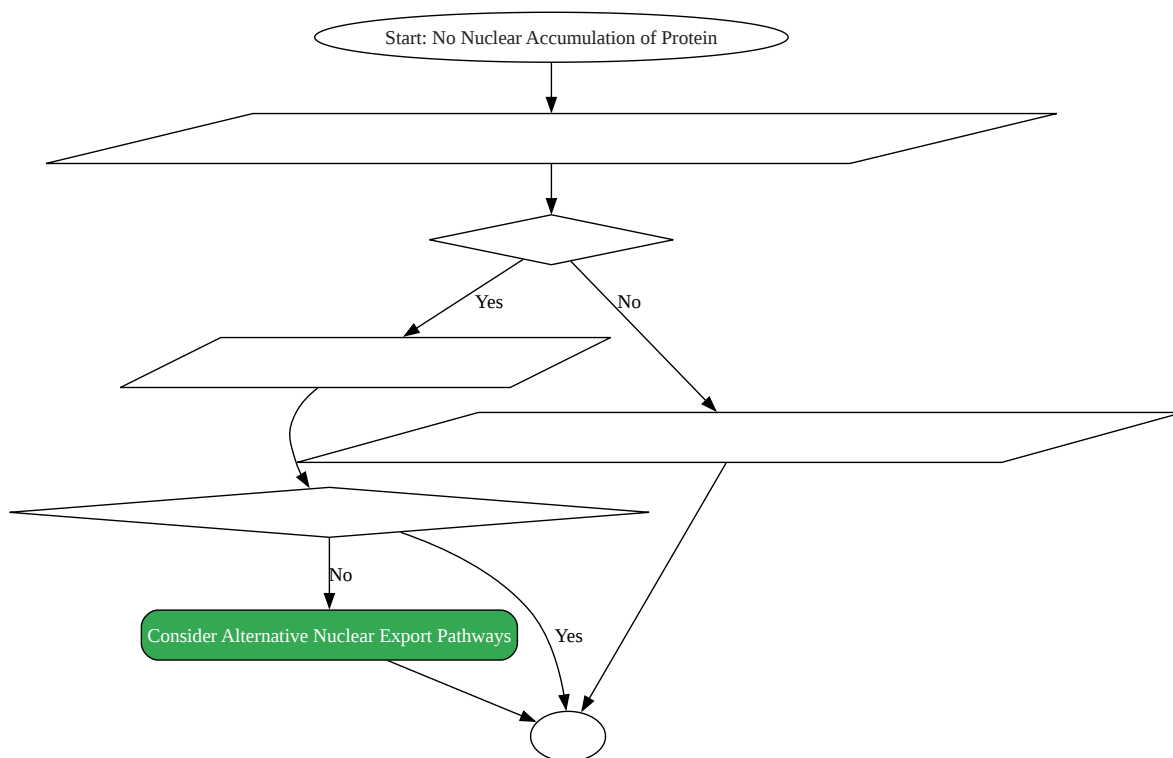 Start: No Nuclear Accumulation of Protein
Yes
No
No
Consider Alternative Nuclear Export Pathways
Yes